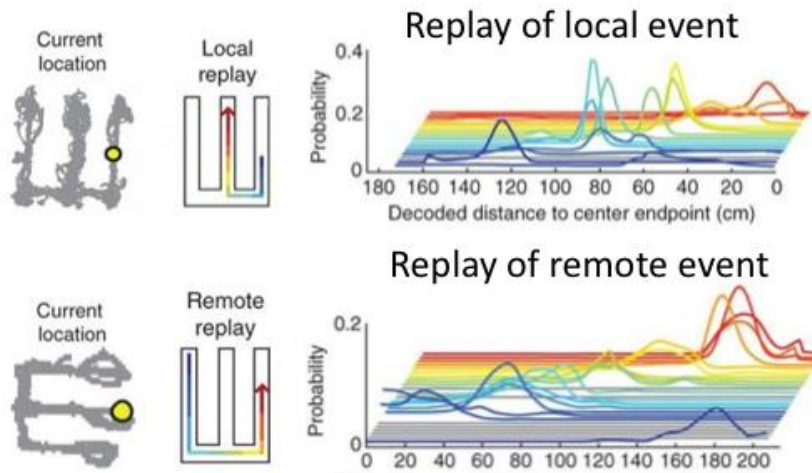 Replay of local event
Current
location
Local
replay
Probability
0.4
0.2
0
180 160 140 120 100 80 60 40 20 0
Decoded distance to center endpoint (cm)
Replay of remote event
Current
location
Remote
replay
Probability
0.2
0
0 20 40 60 80 100 120 140 160 180 200